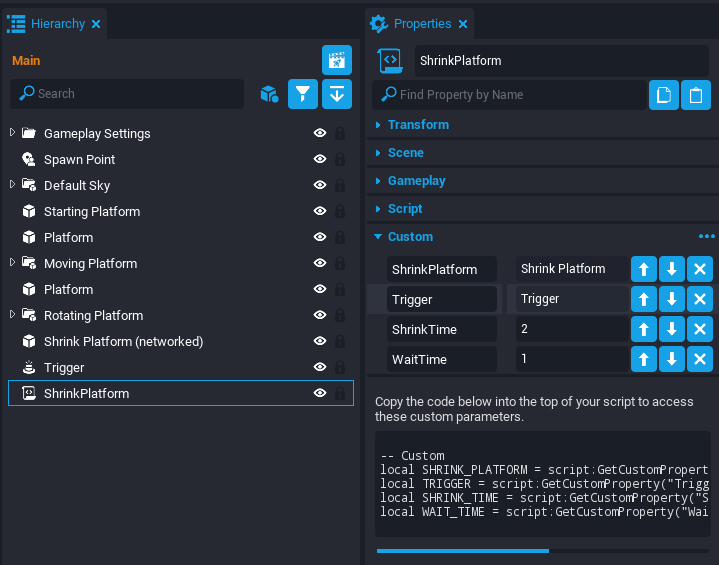 Hierarchy
Main
Search
Gameplay Settings
Spawn Point
Default Sky
Starting Platform
Platform
Moving Platform
Platform
Rotating Platform
Shrink Platform (networked)
Trigger
ShrinkPlatform
Properties
ShrinkPlatform
Find Property by Name
Transform
Scene
Gameplay
Script
Custom
ShrinkPlatform Shrink Platform
Trigger Trigger
ShrinkTime 2
WaitTime 1
Copy the code below into the top of your script to access
these custom parameters.
-- Custom
local SHRINK_PLATFORM = script:GetCustomPropert
local TRIGGER = script:GetCustomProperty("Trigg
local SHRINK_TIME = script:GetCustomProperty("S
local WAIT_TIME = script:GetCustomProperty("Wai